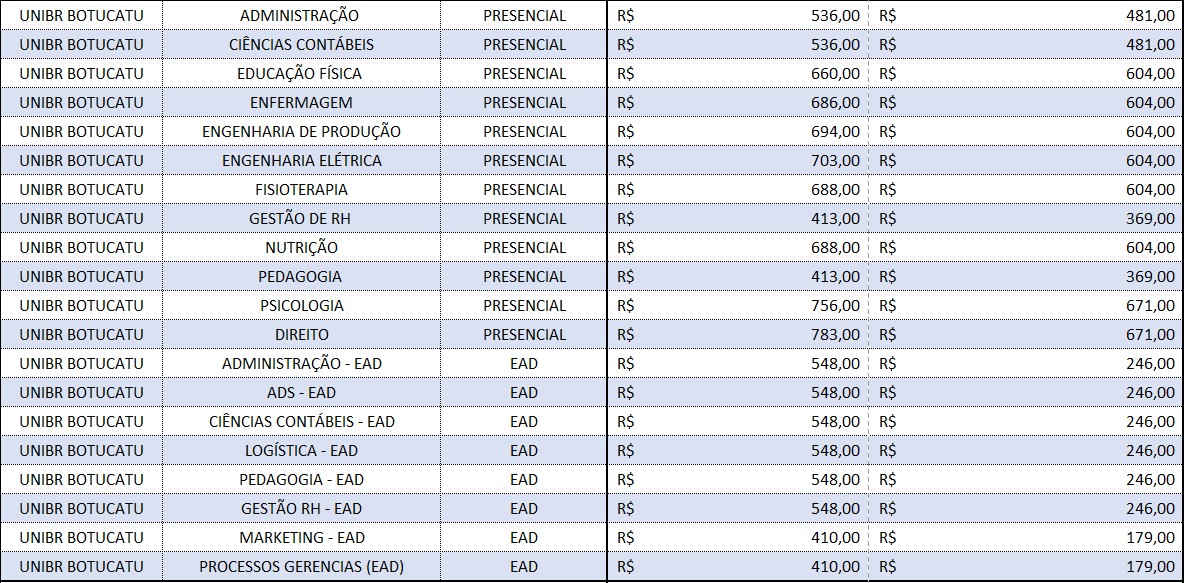 UNIBR BOTUCATU ADMINISTRAÇÃO PRESENCIAL R$ 536,00 R$ 481,00
UNIBR BOTUCATU CIÊNCIAS CONTÁBEIS PRESENCIAL R$ 536,00 R$ 481,00
UNIBR BOTUCATU EDUCAÇÃO FÍSICA PRESENCIAL R$ 660,00 R$ 604,00
UNIBR BOTUCATU ENFERMAGEM PRESENCIAL R$ 686,00 R$ 604,00
UNIBR BOTUCATU ENGENHARIA DE PRODUÇÃO PRESENCIAL R$ 694,00 R$ 604,00
UNIBR BOTUCATU ENGENHARIA ELÉTRICA PRESENCIAL R$ 703,00 R$ 604,00
UNIBR BOTUCATU FISIOTERAPIA PRESENCIAL R$ 688,00 R$ 604,00
UNIBR BOTUCATU GESTÃO DE RH PRESENCIAL R$ 413,00 R$ 369,00
UNIBR BOTUCATU NUTRIÇÃO PRESENCIAL R$ 688,00 R$ 604,00
UNIBR BOTUCATU PEDAGOGIA PRESENCIAL R$ 413,00 R$ 369,00
UNIBR BOTUCATU PSICOLOGIA PRESENCIAL R$ 756,00 R$ 671,00
UNIBR BOTUCATU DIREITO PRESENCIAL R$ 783,00 R$ 671,00
UNIBR BOTUCATU ADMINISTRAÇÃO - EAD EAD R$ 548,00 R$ 246,00
UNIBR BOTUCATU ADS - EAD EAD R$ 548,00 R$ 246,00
UNIBR BOTUCATU CIÊNCIAS CONTÁBEIS - EAD EAD R$ 548,00 R$ 246,00
UNIBR BOTUCATU LOGÍSTICA - EAD EAD R$ 548,00 R$ 246,00
UNIBR BOTUCATU PEDAGOGIA - EAD EAD R$ 548,00 R$ 246,00
UNIBR BOTUCATU GESTÃO RH - EAD EAD R$ 548,00 R$ 246,00
UNIBR BOTUCATU MARKETING - EAD EAD R$ 410,00 R$ 179,00
UNIBR BOTUCATU PROCESSOS GERENCIAS (EAD) EAD R$ 410,00 R$ 179,00